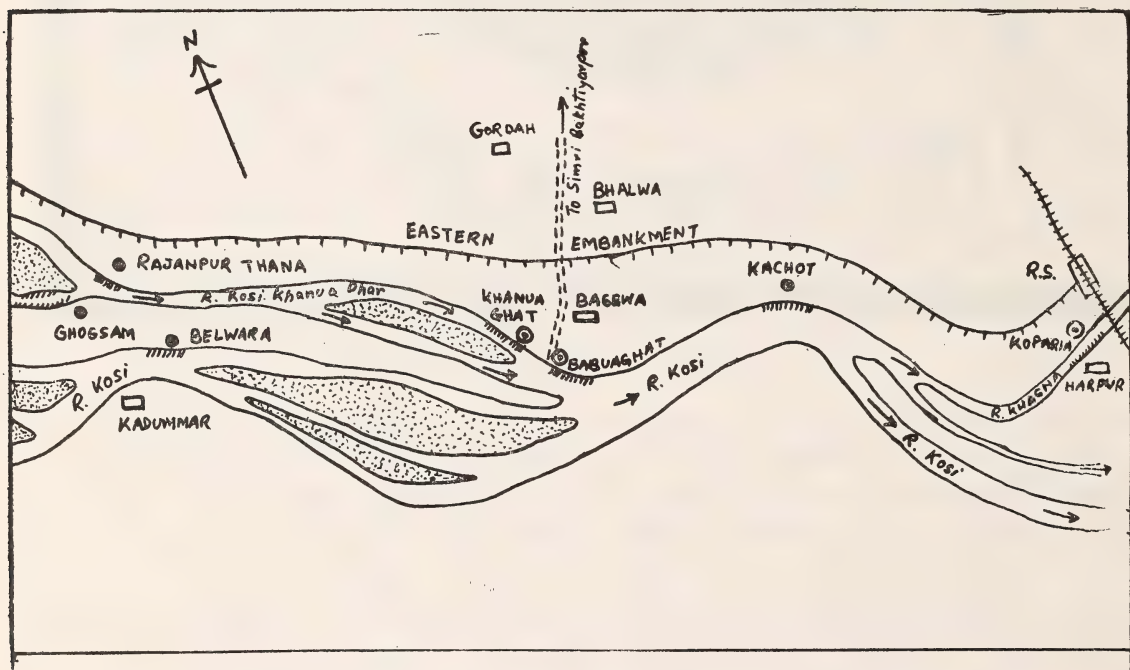 N
To Simri Bakhtiyarpur
GORDAH
BHALWA
EASTERN EMBANKMENT
RAJANPUR THANA
KACHOT
R.S.
R. Kosi Khanua Dhar
KHANUA GHAT
BAGEWA
GHOGSAM
BELWARA
KOPARIA
BABUAGHAT
R. KOSI
HARPUR
R. KOSI
R. KHAGNA
KADUMMAR
R. KOSI